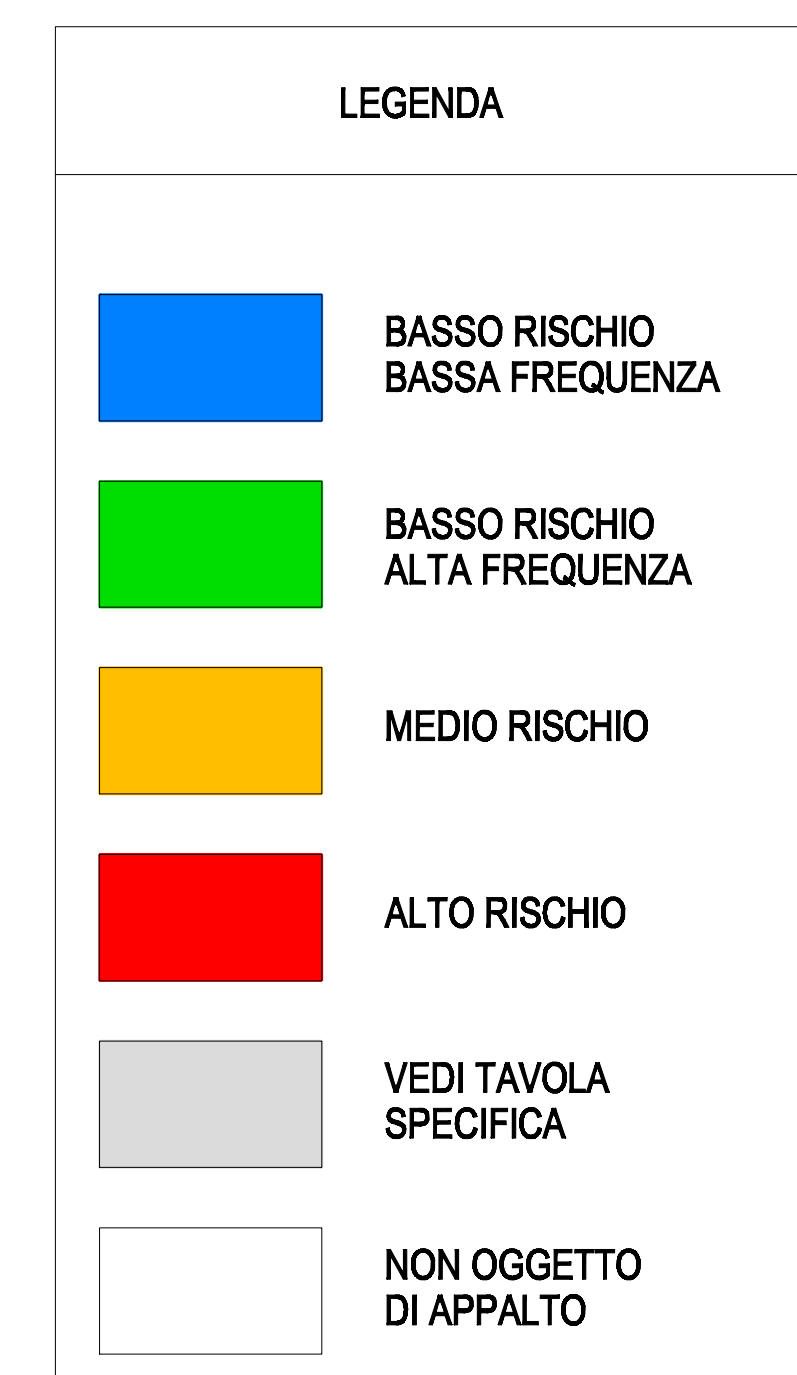 LEGENDA
BASSO RISCHIO
BASSA FREQUENZA
BASSO RISCHIO
ALTA FREQUENZA
MEDIO RISCHIO
ALTO RISCHIO
VEDI TAVOLA
SPECIFICA
NON OGGETTO
DI APPALTO